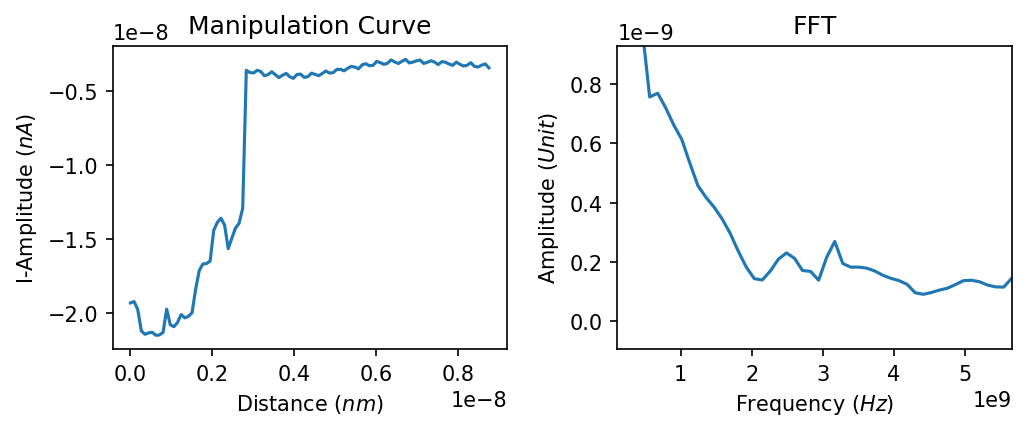 Manipulation Curve
1e−8
I-Amplitude (nA)
−0.5
−1.0
−1.5
−2.0
0.0 0.2 0.4 0.6 0.8
1e−8
Distance (nm)
FFT
1e−9
Amplitude (Unit)
0.8
0.6
0.4
0.2
0.0
1 2 3 4 5
1e9
Frequency (Hz)